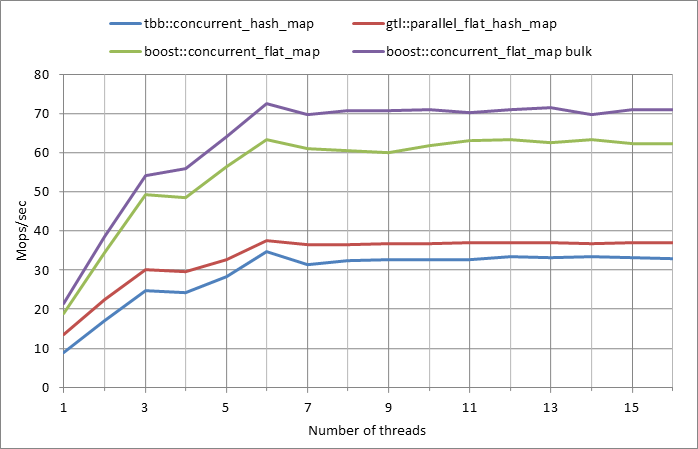 tbb::concurrent_hash_map gtl::parallel_flat_hash_map
boost::concurrent_flat_map boost::concurrent_flat_map bulk
80
70
60
50
40
30
20
10
0
Mops/sec
1 3 5 7 9 11 13 15
Number of threads